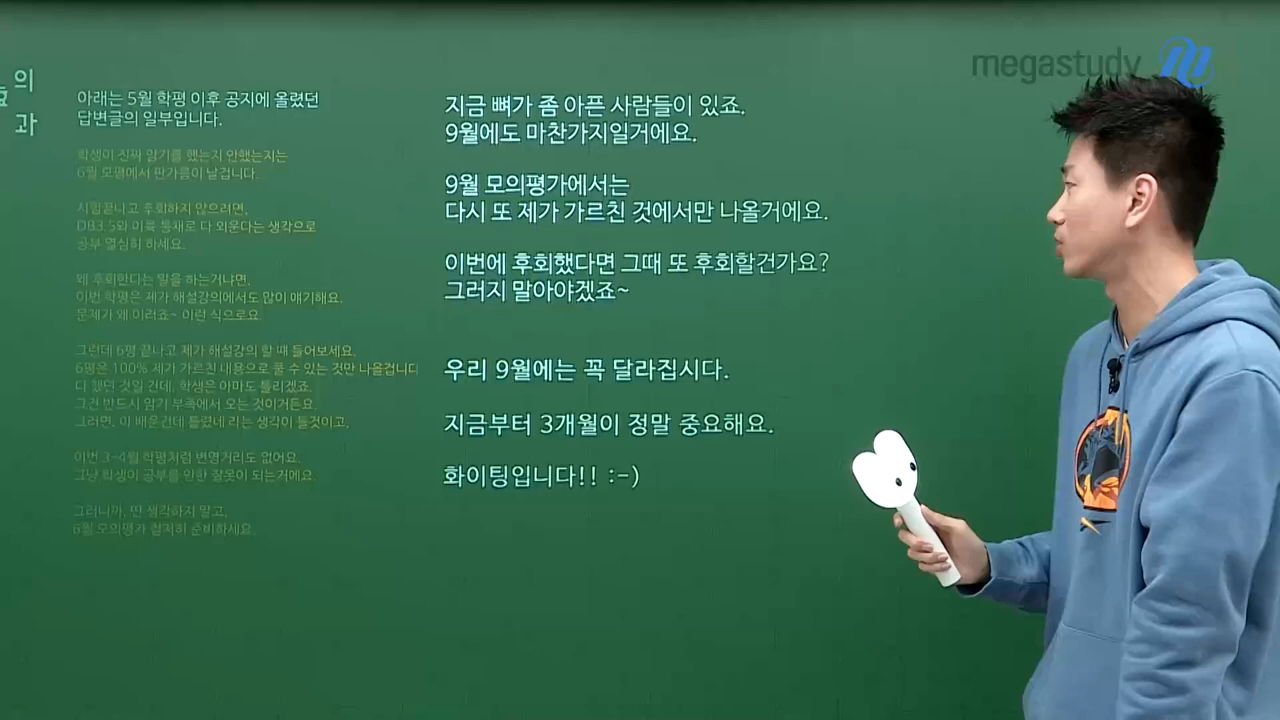 megastudy
의
과
아래는 5월 학평 이후 공지에 올렸던
답변글의 일부입니다.
학생이 진짜 암기를 했는지 안했는지는
6월 모평에서 판가름이 날겁니다.
시험끝나고 후회하지 않으려면,
DB3.5와 이륙 통채로 다 외운다는 생각으로
공부 열심히 하세요.
왜 후회한다는 말을 하는거냐면,
이번 학평은 제가 해설강의에서도 많이 얘기해요.
문제가 왜 이러죠~ 이런 식으로요.
그런데 6평 끝나고 제가 해설강의 할 때 들어보세요.
6평은 100% 제가 가르친 내용으로 풀 수 있는 것만 나올겁니다
다 했던 것일 건데, 학생은 아마도 틀리겠죠.
그건 반드시 암기 부족에서 오는 것이거든요.
그러면, 이 배운건데 틀렸네 라는 생각이 들것이고,
이번 3-4월 학평처럼 변명거리도 없어요.
그냥 학생이 공부를 안한 잘못이 되는거에요.
그러니까, 딴 생각하지 말고,
6월 모의평가 철저히 준비하세요.
지금 뼈가 좀 아픈 사람들이 있죠.
9월에도 마찬가지일거에요.
9월 모의평가에서는
다시 또 제가 가르친 것에서만 나올거에요.
이번에 후회했다면 그때 또 후회할건가요?
그러지 말아야겠죠~
우리 9월에는 꼭 달라집시다.
지금부터 3개월이 정말 중요해요.
화이팅입니다!! :-)